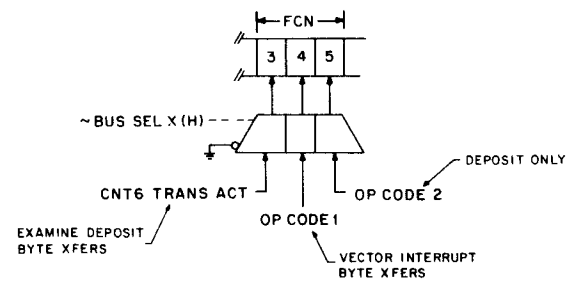 FCN
3 4 5
~ BUS SEL X (H)
DEPOSIT ONLY
CNT6 TRANS ACT
OP CODE 2
OP CODE 1
EXAMINE DEPOSIT
BYTE XFERS
VECTOR INTERRUPT
BYTE XFERS